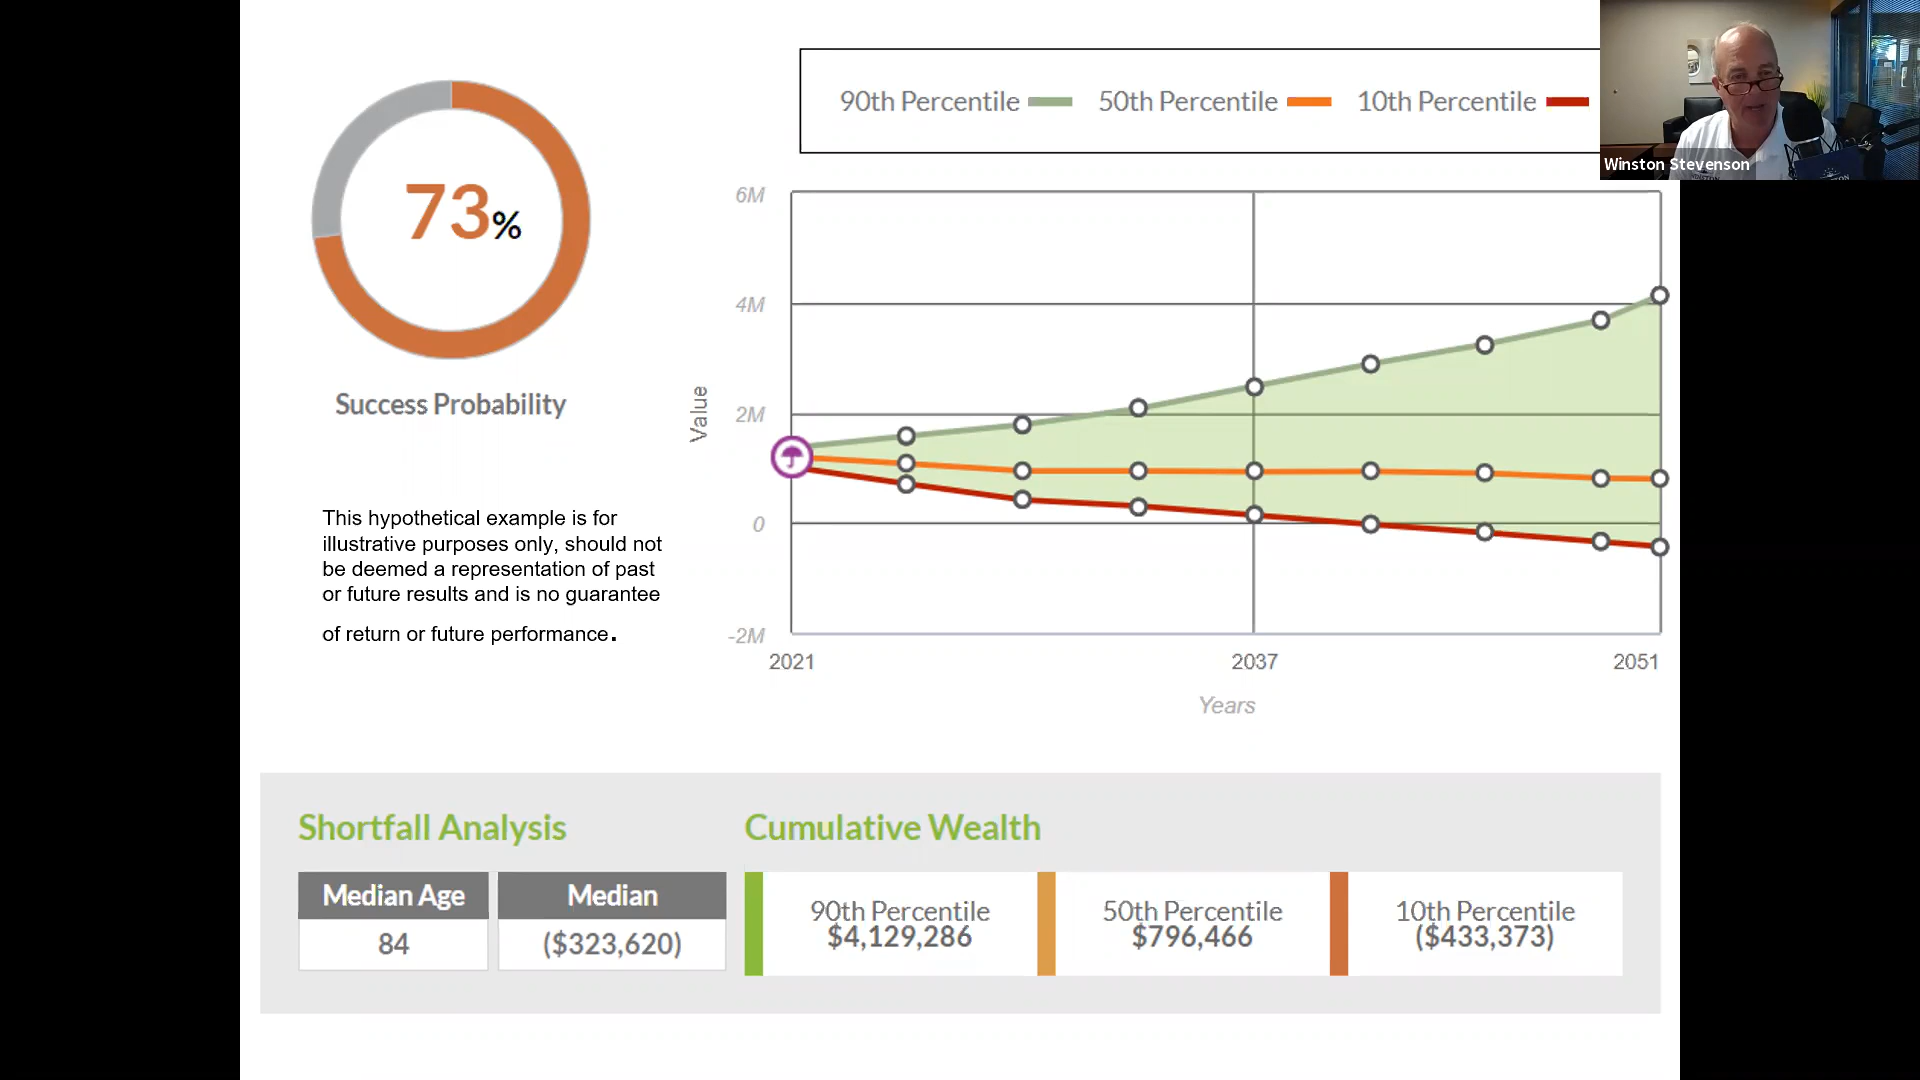 90th Percentile 50th Percentile 10th Percentile
Winston Stevenson
73%
Success Probability
This hypothetical example is for
illustrative purposes only, should not
be deemed a representation of past
or future results and is no guarantee
of return or future performance.
Value
6M
4M
2M
0
-2M
2021 2037 2051
Years
Shortfall Analysis
Median Age Median
84 ($323,620)
Cumulative Wealth
90th Percentile 50th Percentile 10th Percentile
$4,129,286 $796,466 ($433,373)